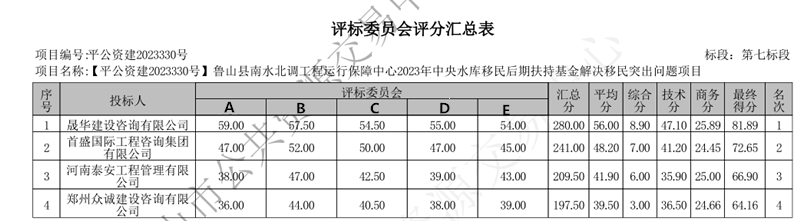 评标委员会评分汇总表
项目编号:平公资建2023330号 标段: 第七标段
项目名称:【平公资建2023330号】鲁山县南水北调工程运行保障中心2023年中央水库移民后期扶持基金解决移民突出问题项目
序号 投标人 评标委员会 汇总分 平均分 综合分 技术分 商务分 最终得分 名次
A B C D E
1 晟华建设咨询有限公司 59.00 57.50 54.50 55.00 54.00 280.00 56.00 8.90 47.10 25.89 81.89 1
2 首盛国际工程咨询集团有限公司 47.00 52.00 50.00 47.00 45.00 241.00 48.20 7.00 41.20 24.45 72.65 2
3 河南泰安工程管理有限公司 38.00 47.00 42.50 39.00 43.00 209.50 41.90 6.00 35.90 25.00 66.90 3
4 郑州众诚建设咨询有限公司 36.00 44.00 40.50 38.00 39.00 197.50 39.50 3.00 36.50 24.66 64.16 4